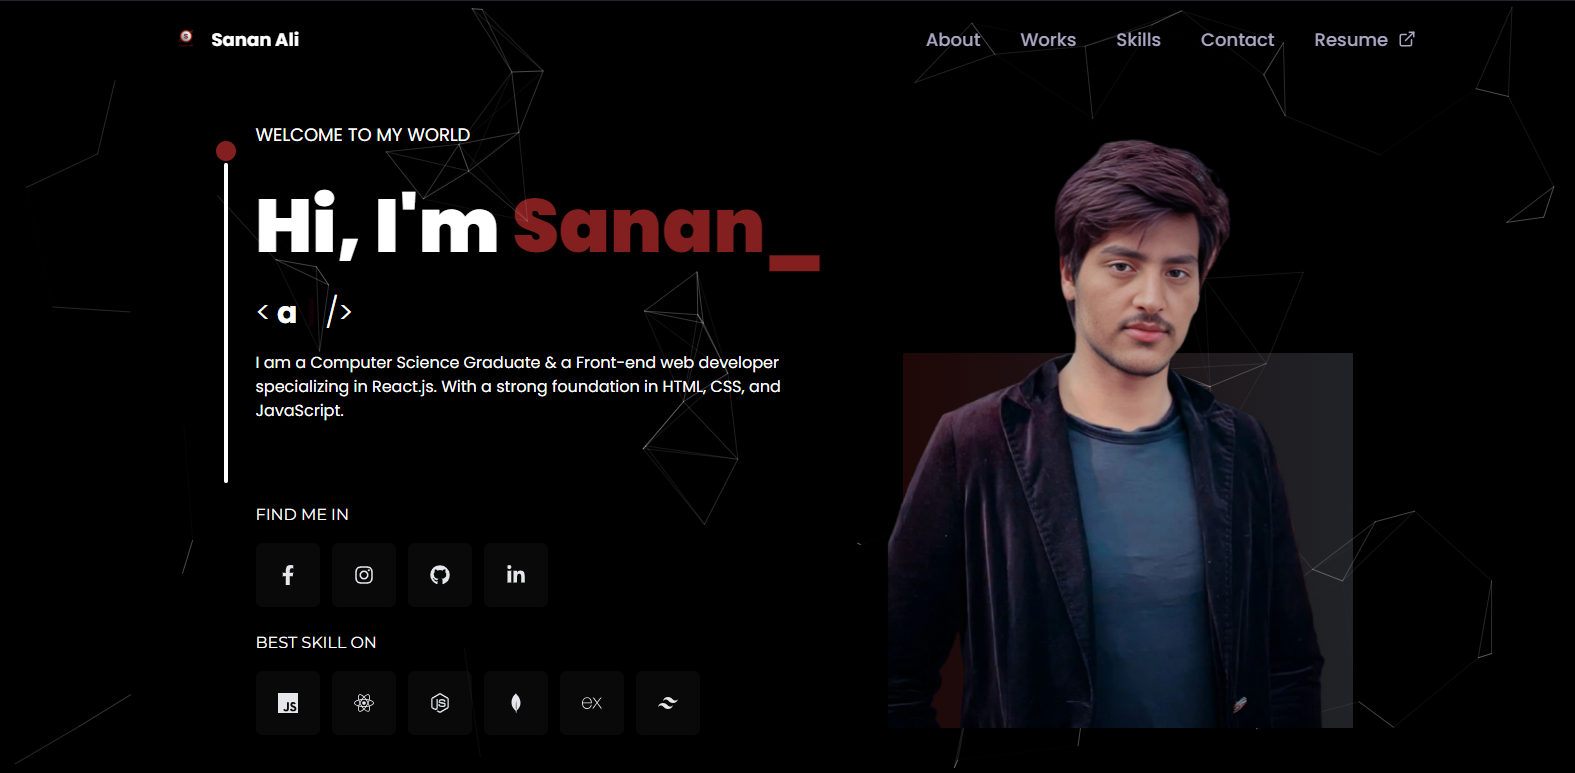 Sanan Ali
About Works Skills Contact Resume
WELCOME TO MY WORLD
Hi, I'm Sanan_
< a />
I am a Computer Science Graduate & a Front-end web developer
specializing in React.js. With a strong foundation in HTML, CSS, and
JavaScript.
FIND ME IN
f in
BEST SKILL ON
JS JS ex